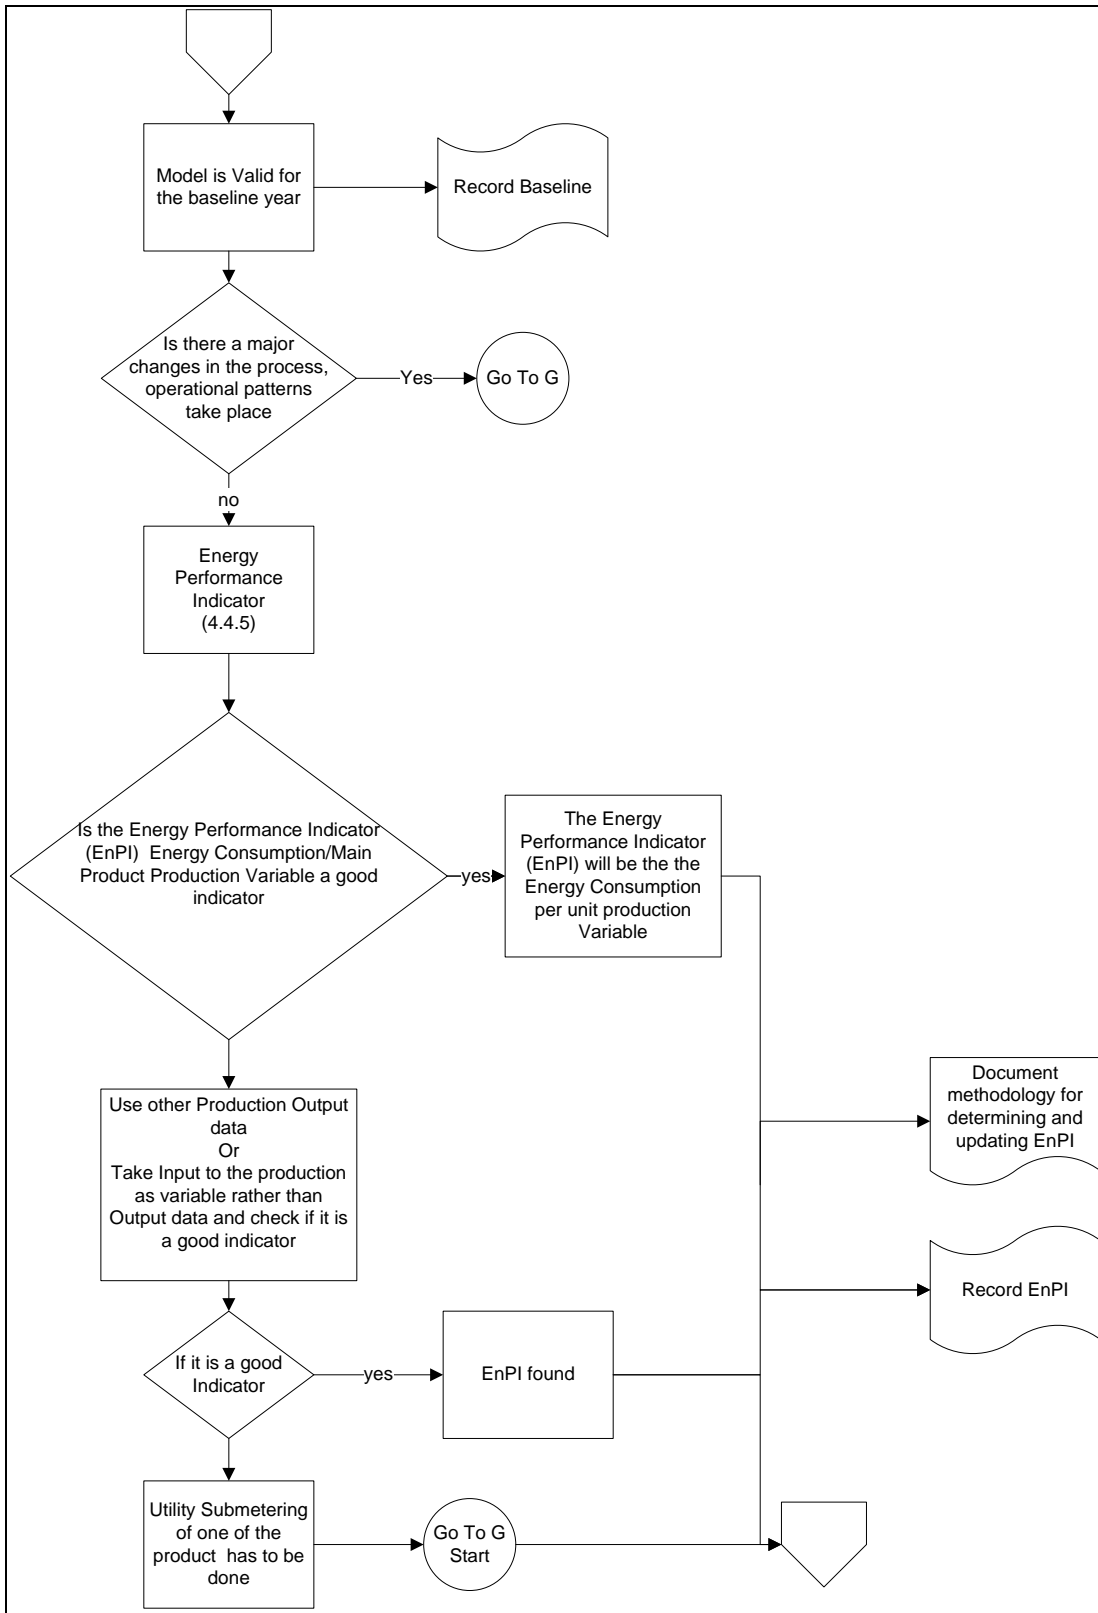 Model is Valid for
the baseline year
Record Baseline
Is there a major
changes in the process,
operational patterns
take place
Yes
Go To G
no
Energy
Performance
Indicator
(4.4.5)
Is the Energy Performance Indicator
(EnPI)  Energy Consumption/Main
Product Production Variable a good
indicator
yes
The Energy
Performance Indicator
(EnPI) will be the the
Energy Consumption
per unit production
Variable
Use other Production Output
data
Or
Take Input to the production
as variable rather than
Output data and check if it is
a good indicator
Document
methodology for
determining and
updating EnPI
Record EnPI
If it is a good
Indicator
yes
EnPI found
Utility Submetering
of one of the
product  has to be
done
Go To G
Start